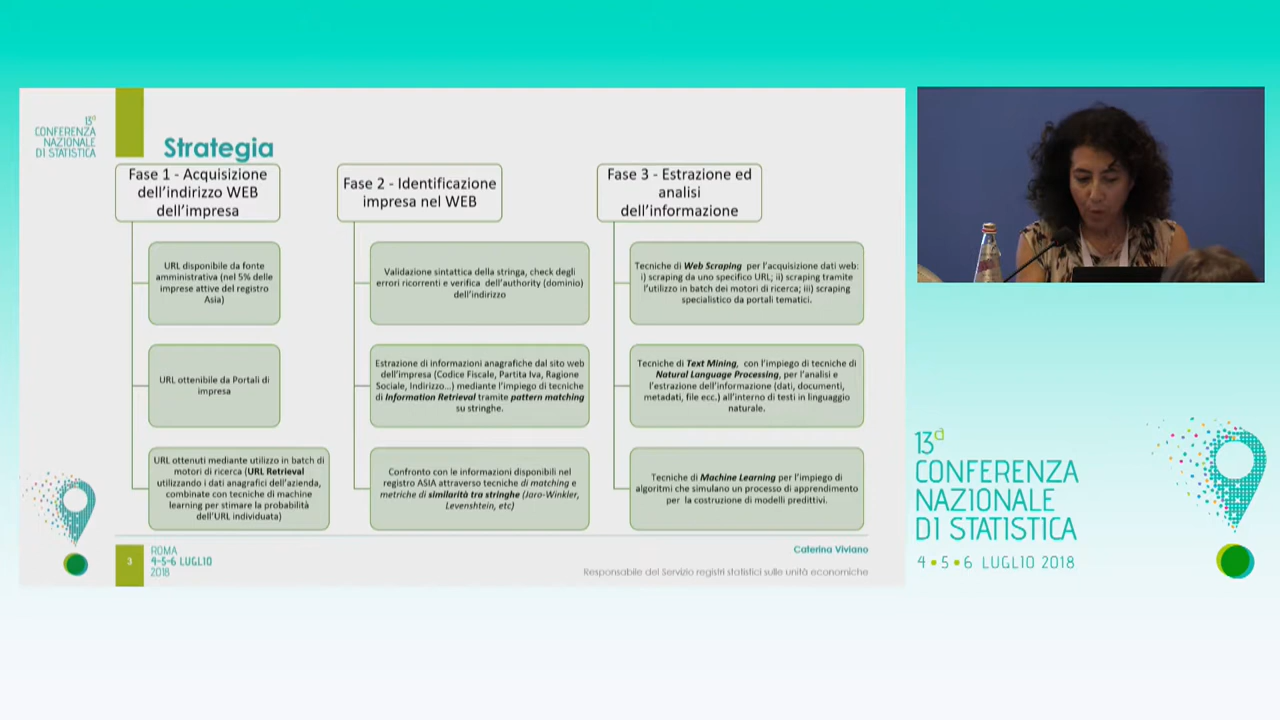 13a
CONFERENZA
NAZIONALE
DI STATISTICA
Strategia
Fase 1 - Acquisizione
dell'indirizzo WEB
dell'impresa
URL disponibile da fonte
amministrativa (nel 5% delle
imprese attive del registro
Asia)
URL ottenibile da Portali di
impresa
URL ottenuti mediante utilizzo in batch di
motori di ricerca (URL Retrieval
utilizzando i dati anagrafici dell'azienda,
combinate con tecniche di machine
learning per stimare la probabilità
dell'URL individuata)
Fase 2 - Identificazione
impresa nel WEB
Validazione sintattica della stringa, check degli
errori ricorrenti e verifica dell'authority (dominio)
dell'indirizzo
Estrazione di informazioni anagrafiche dal sito web
dell'impresa (Codice Fiscale, Partita Iva, Ragione
Sociale, Indirizzo...) mediante l'impiego di tecniche
di Information Retrieval tramite pattern matching
su stringhe.
Confronto con le informazioni disponibili nel
registro ASIA attraverso tecniche di matching e
metriche di similarità tra stringhe (Jaro-Winkler,
Levenshtein, etc)
Fase 3 - Estrazione ed
analisi
dell'informazione
Tecniche di Web Scraping per l'acquisizione dati web:
i) scraping da uno specifico URL; ii) scraping tramite
l'utilizzo in batch dei motori di ricerca; iii) scraping
specialistico da portali tematici.
Tecniche di Text Mining, con l'impiego di tecniche di
Natural Language Processing, per l'analisi e
l'estrazione dell'informazione (dati, documenti,
metadati, file ecc.) all'interno di testi in linguaggio
naturale.
Tecniche di Machine Learning per l'impiego di
algoritmi che simulano un processo di apprendimento
per la costruzione di modelli predittivi.
3
ROMA
4-5-6 LUGLIO
2018
Caterina Viviano
Responsabile del Servizio registri statistici sulle unità economiche
13a
CONFERENZA
NAZIONALE
DI STATISTICA
4•5•6 LUGLIO 2018